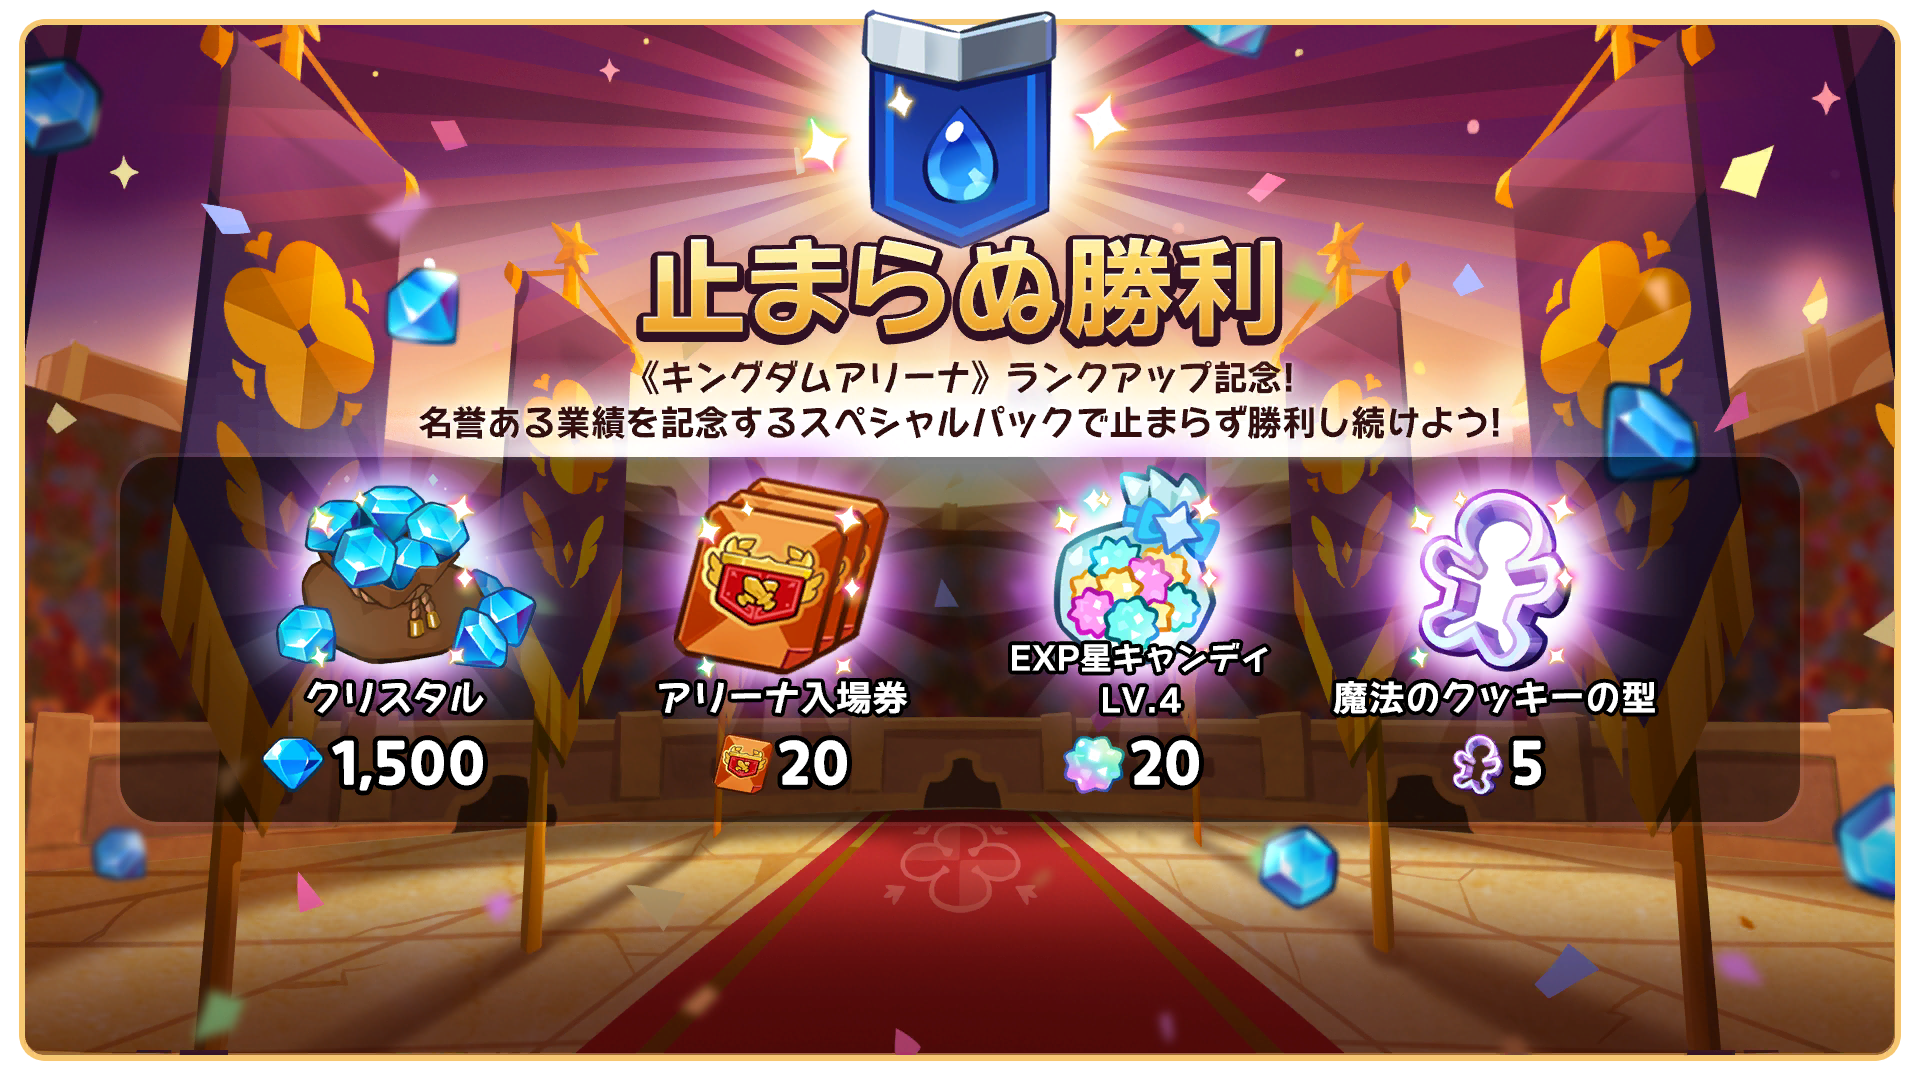 止まらぬ勝利
《キングダムアリーナ》ランクアップ記念!
名誉ある業績を記念するスペシャルパックで止まらず勝利し続けよう!
クリスタル
1,500
アリーナ入場券
20
EXP星キャンディ
LV.4
20
魔法のクッキーの型
5